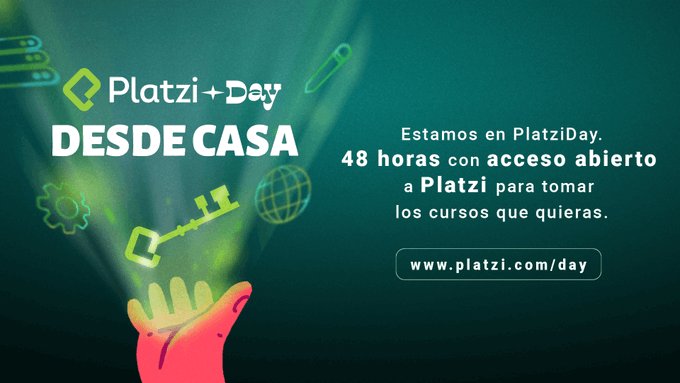 Platzi Day
DESDE CASA
Estamos en PlatziDay.
48 horas con acceso abierto
a Platzi para tomar
los cursos que quieras.
www.platzi.com/day